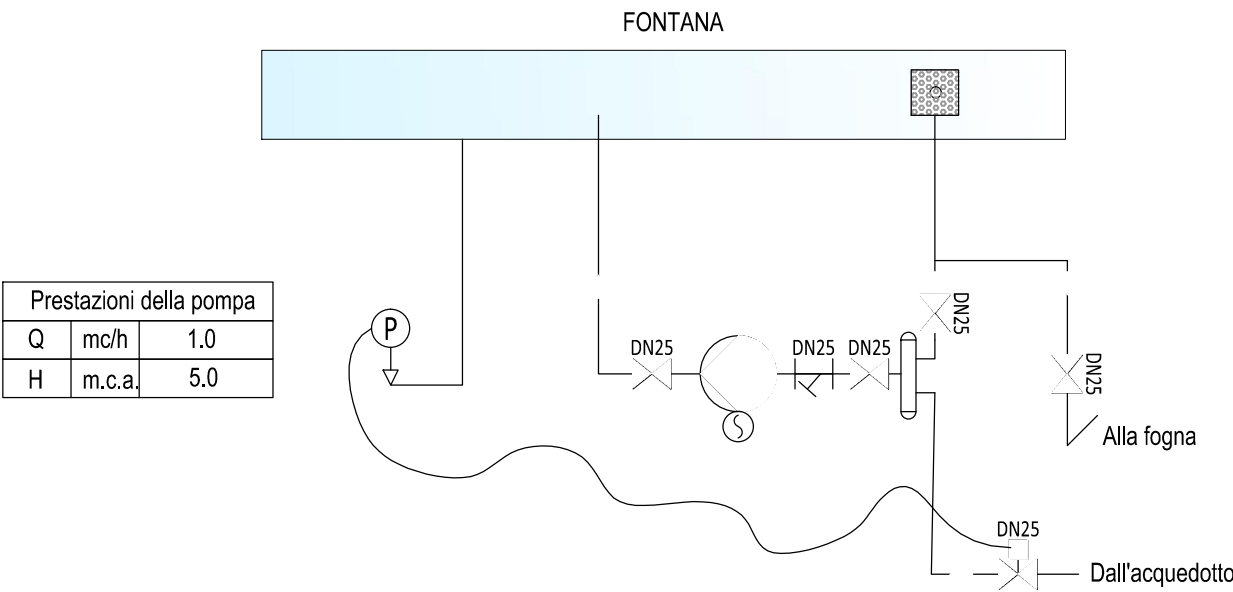 FONTANA
Prestazioni della pompa
Q mc/h 1.0
H m.c.a. 5.0
P
DN25
DN25
DN25
DN25
DN25
Alla fogna
DN25
Dall'acquedotto